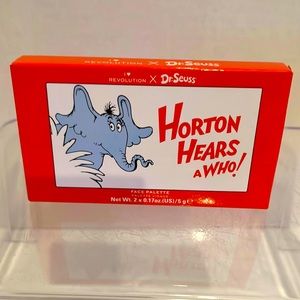 I ♥
REVOLUTION X Dr. Seuss
HORTON
HEARS
A WHO!
FACE PALETTE
Net Wt. 2 x 0.17oz.(US)/5 g e